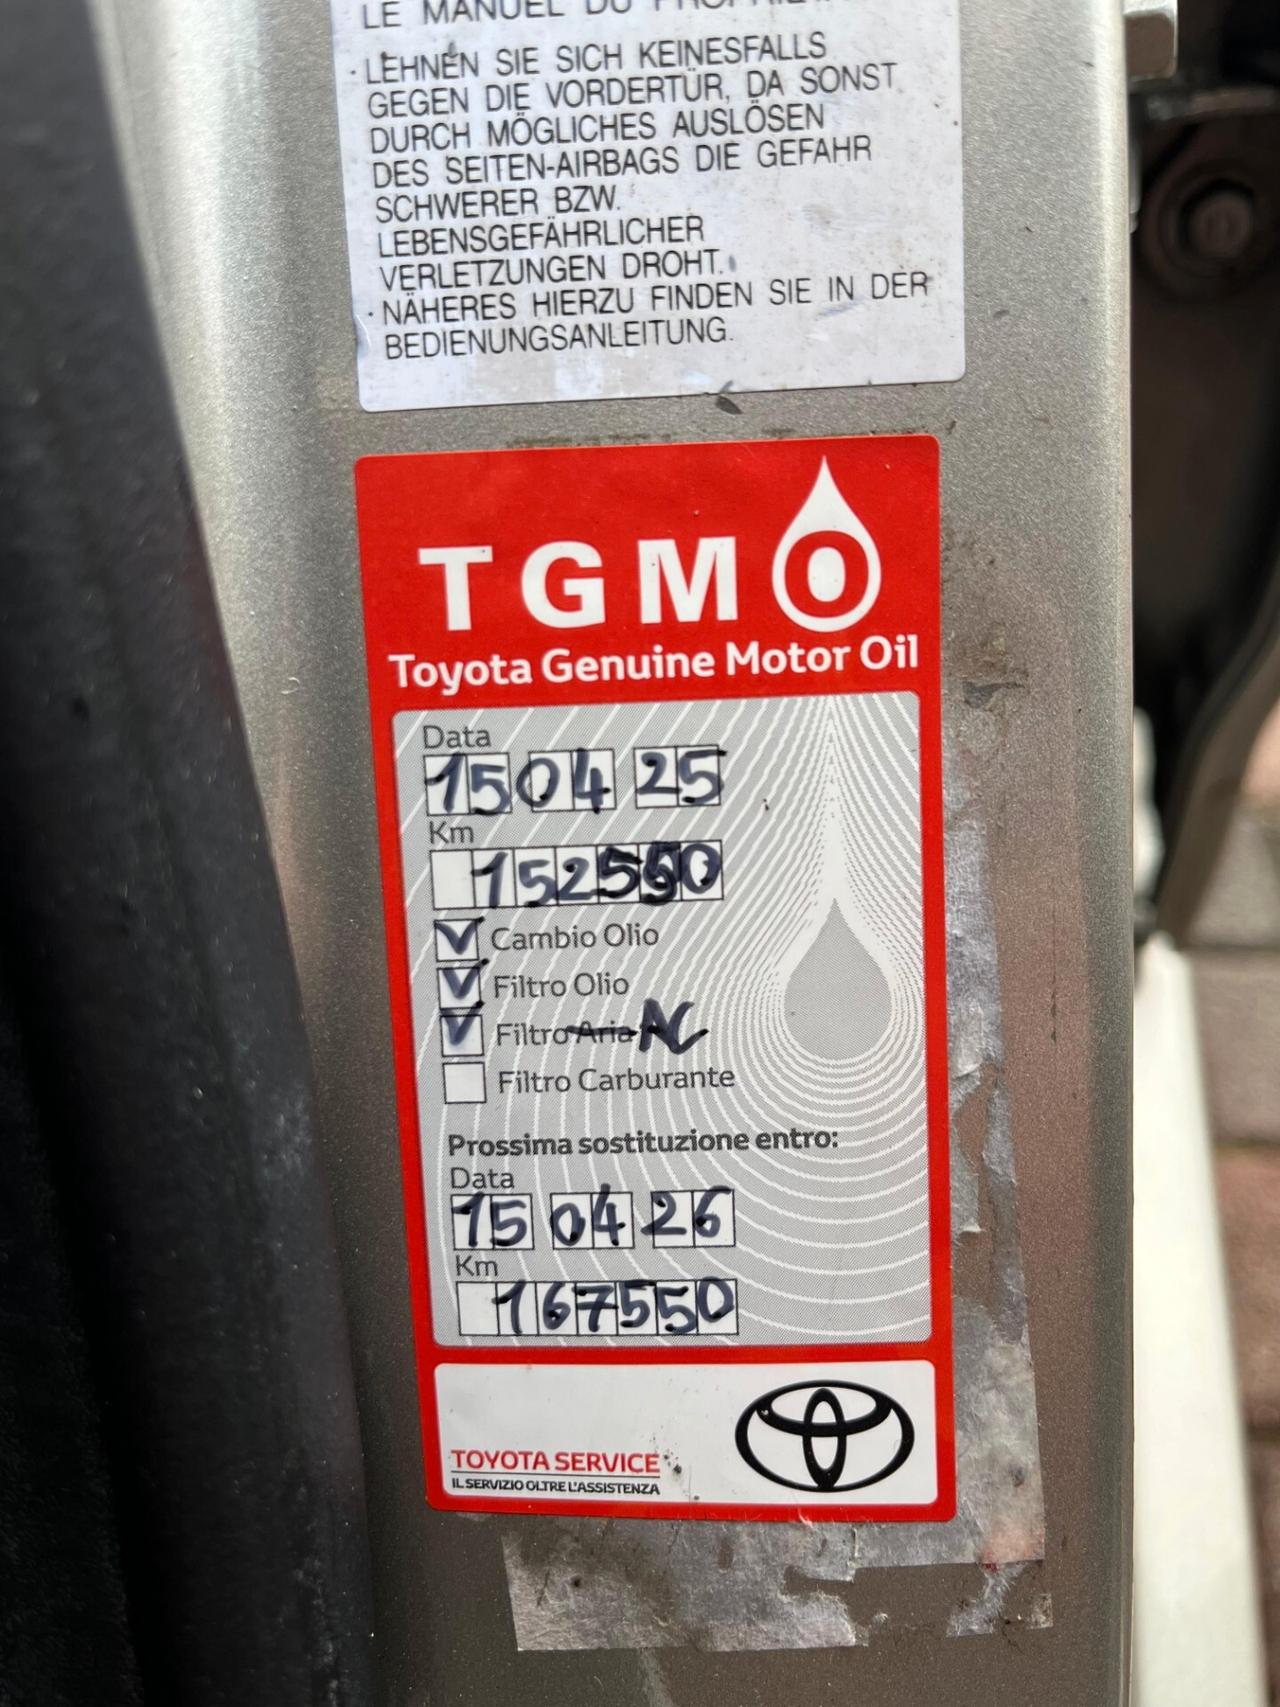 LE MANUEL DU
· LEHNEN SIE SICH KEINESFALLS
GEGEN DIE VORDERTÜR, DA SONST
DURCH MÖGLICHES AUSLÖSEN
DES SEITEN-AIRBAGS DIE GEFAHR
SCHWERER BZW.
LEBENSGEFÄHRLICHER
VERLETZUNGEN DROHT.
· NÄHERES HIERZU FINDEN SIE IN DER
BEDIENUNGSANLEITUNG.
TGMO
Toyota Genuine Motor Oil
Data
15 04 25
Km
152550
Cambio Olio
Filtro Olio
Filtro Aria AC
Filtro Carburante
Prossima sostituzione entro:
Data
15 04 26
Km
167550
TOYOTA SERVICE
IL SERVIZIO OLTRE L'ASSISTENZA